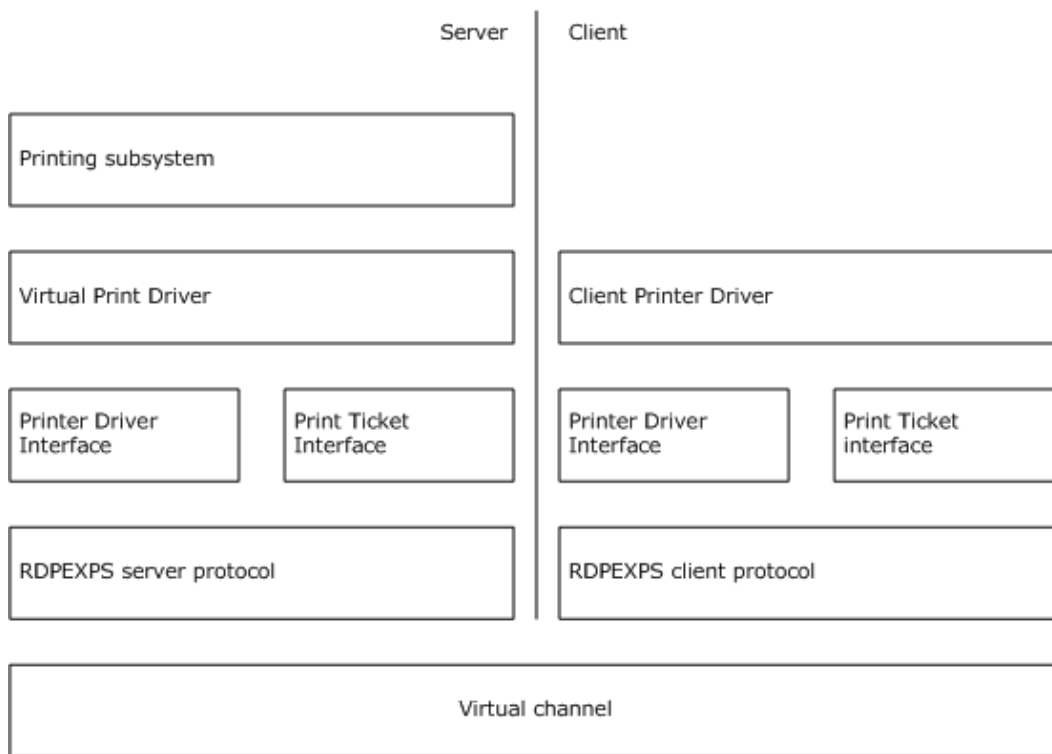 Server
Client
Printing subsystem
Virtual Print Driver
Client Printer Driver
Printer Driver
Interface
Print Ticket
Interface
Printer Driver
Interface
Print Ticket
interface
RDPEXPS server protocol
RDPEXPS client protocol
Virtual channel